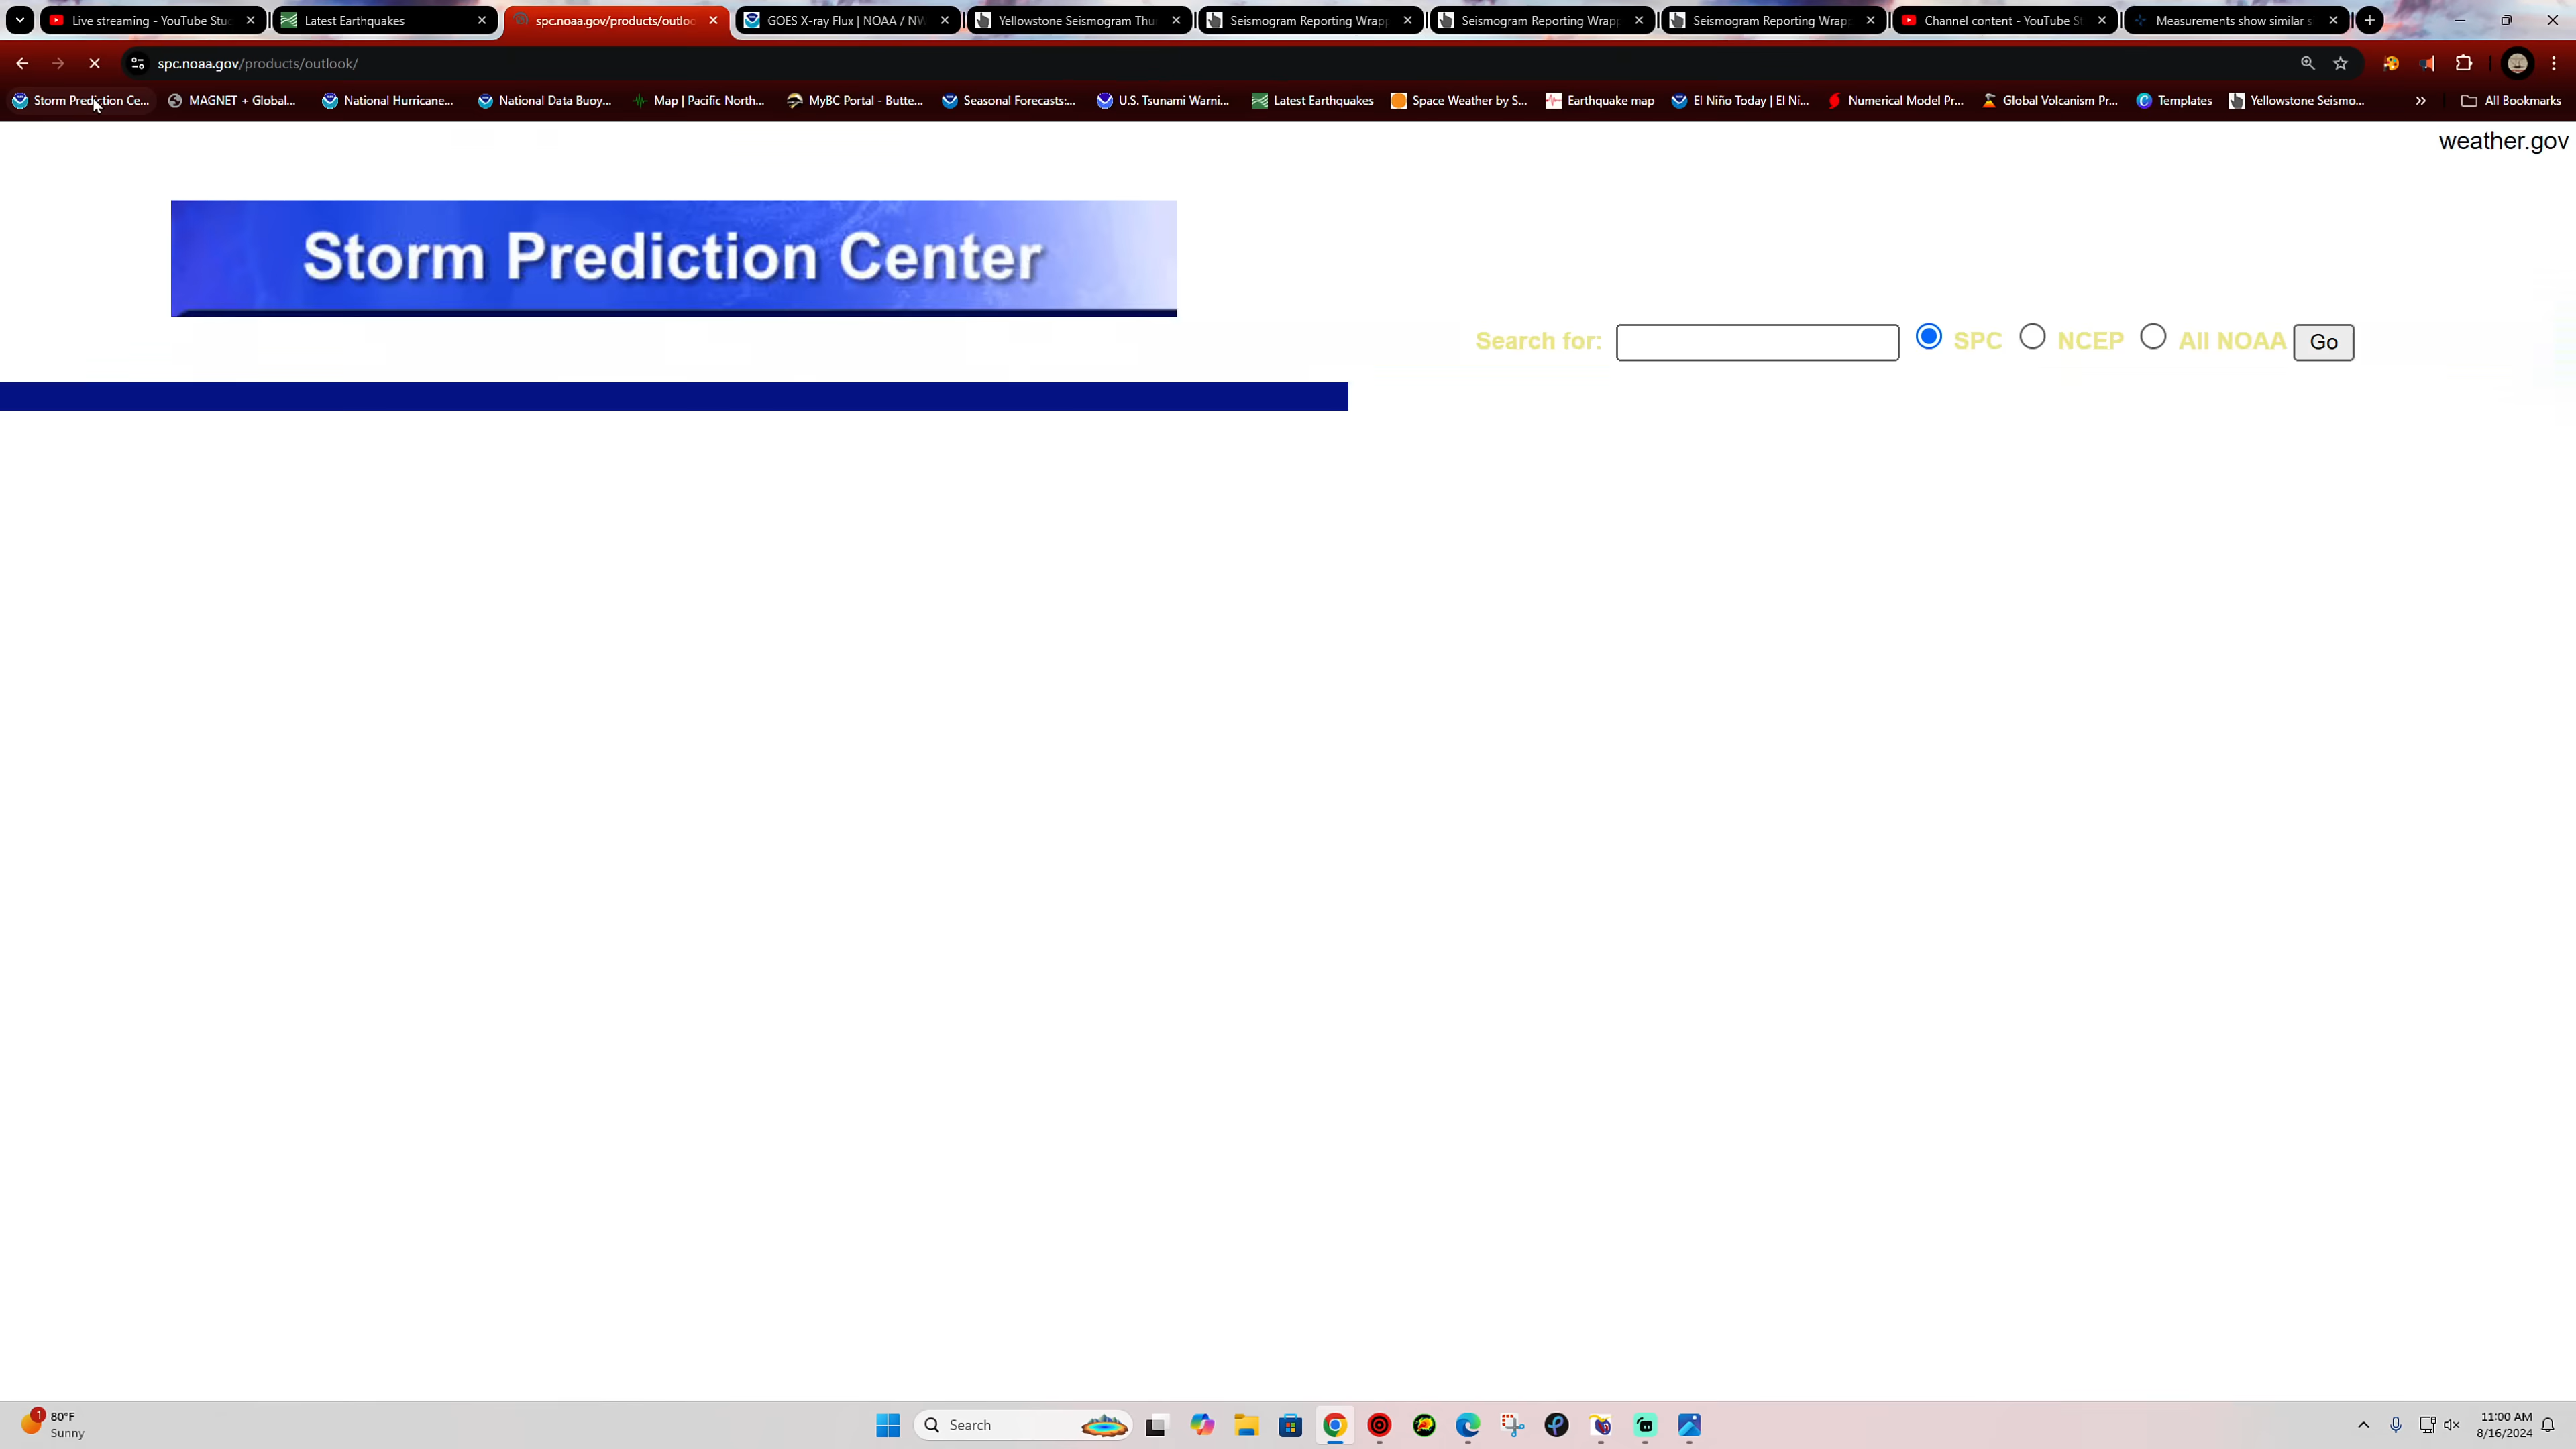 Live streaming - YouTube Stu
Latest Earthquakes
spc.noaa.gov/products/outlo
GOES X-ray Flux | NOAA / NW
Yellowstone Seismogram Thu
Seismogram Reporting Wrapp
Seismogram Reporting Wrapp
Seismogram Reporting Wrapp
Channel content - YouTube S
Measurements show similar s
spc.noaa.gov/products/outlook/
Storm Prediction Ce...
MAGNET + Global...
National Hurricane...
National Data Buoy...
Map | Pacific North...
MyBC Portal - Butte...
Seasonal Forecasts:...
U.S. Tsunami Warni...
Latest Earthquakes
Space Weather by S...
Earthquake map
El Niño Today | El Ni...
Numerical Model Pr...
Global Volcanism Pr...
Templates
Yellowstone Seismo...
All Bookmarks
weather.gov
Storm Prediction Center
Search for: SPC NCEP All NOAA Go
1
80°F
Sunny
Search
11:00 AM
8/16/2024